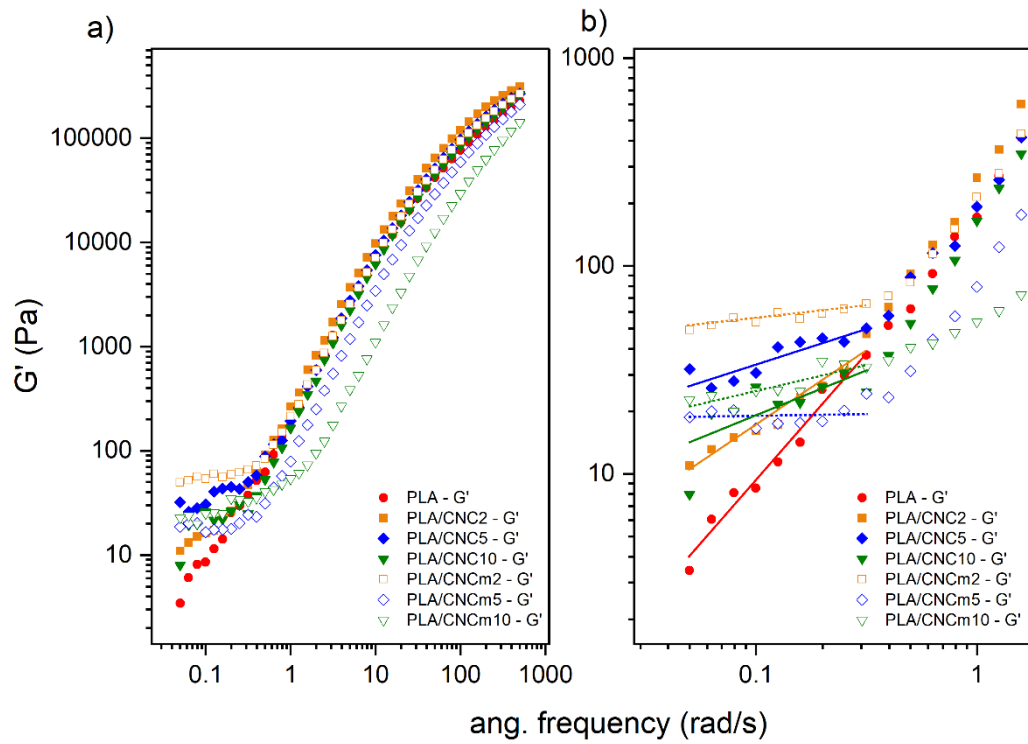 a)
G' (Pa)
100000
10000
1000
100
10
0.1 1 10 100 1000
PLA - G'
PLA/CNC2 - G'
PLA/CNC5 - G'
PLA/CNC10 - G'
PLA/CNCm2 - G'
PLA/CNCm5 - G'
PLA/CNCm10 - G'
b)
1000
100
10
0.1 1
PLA - G'
PLA/CNC2 - G'
PLA/CNC5 - G'
PLA/CNC10 - G'
PLA/CNCm2 - G'
PLA/CNCm5 - G'
PLA/CNCm10 - G'
ang. frequency (rad/s)